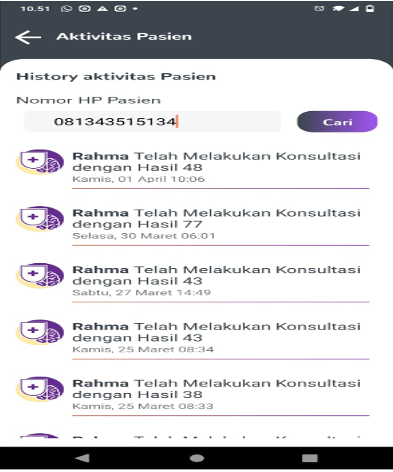 10.51
Aktivitas Pasien
History aktivitas Pasien
Nomor HP Pasien
081343515134
Cari
Rahma Telah Melakukan Konsultasi
dengan Hasil 48
Kamis, 01 April 10:06
Rahma Telah Melakukan Konsultasi
dengan Hasil 77
Selasa, 30 Maret 06:01
Rahma Telah Melakukan Konsultasi
dengan Hasil 43
Sabtu, 27 Maret 14:49
Rahma Telah Melakukan Konsultasi
dengan Hasil 43
Kamis, 25 Maret 08:34
Rahma Telah Melakukan Konsultasi
dengan Hasil 38
Kamis, 25 Maret 08:33